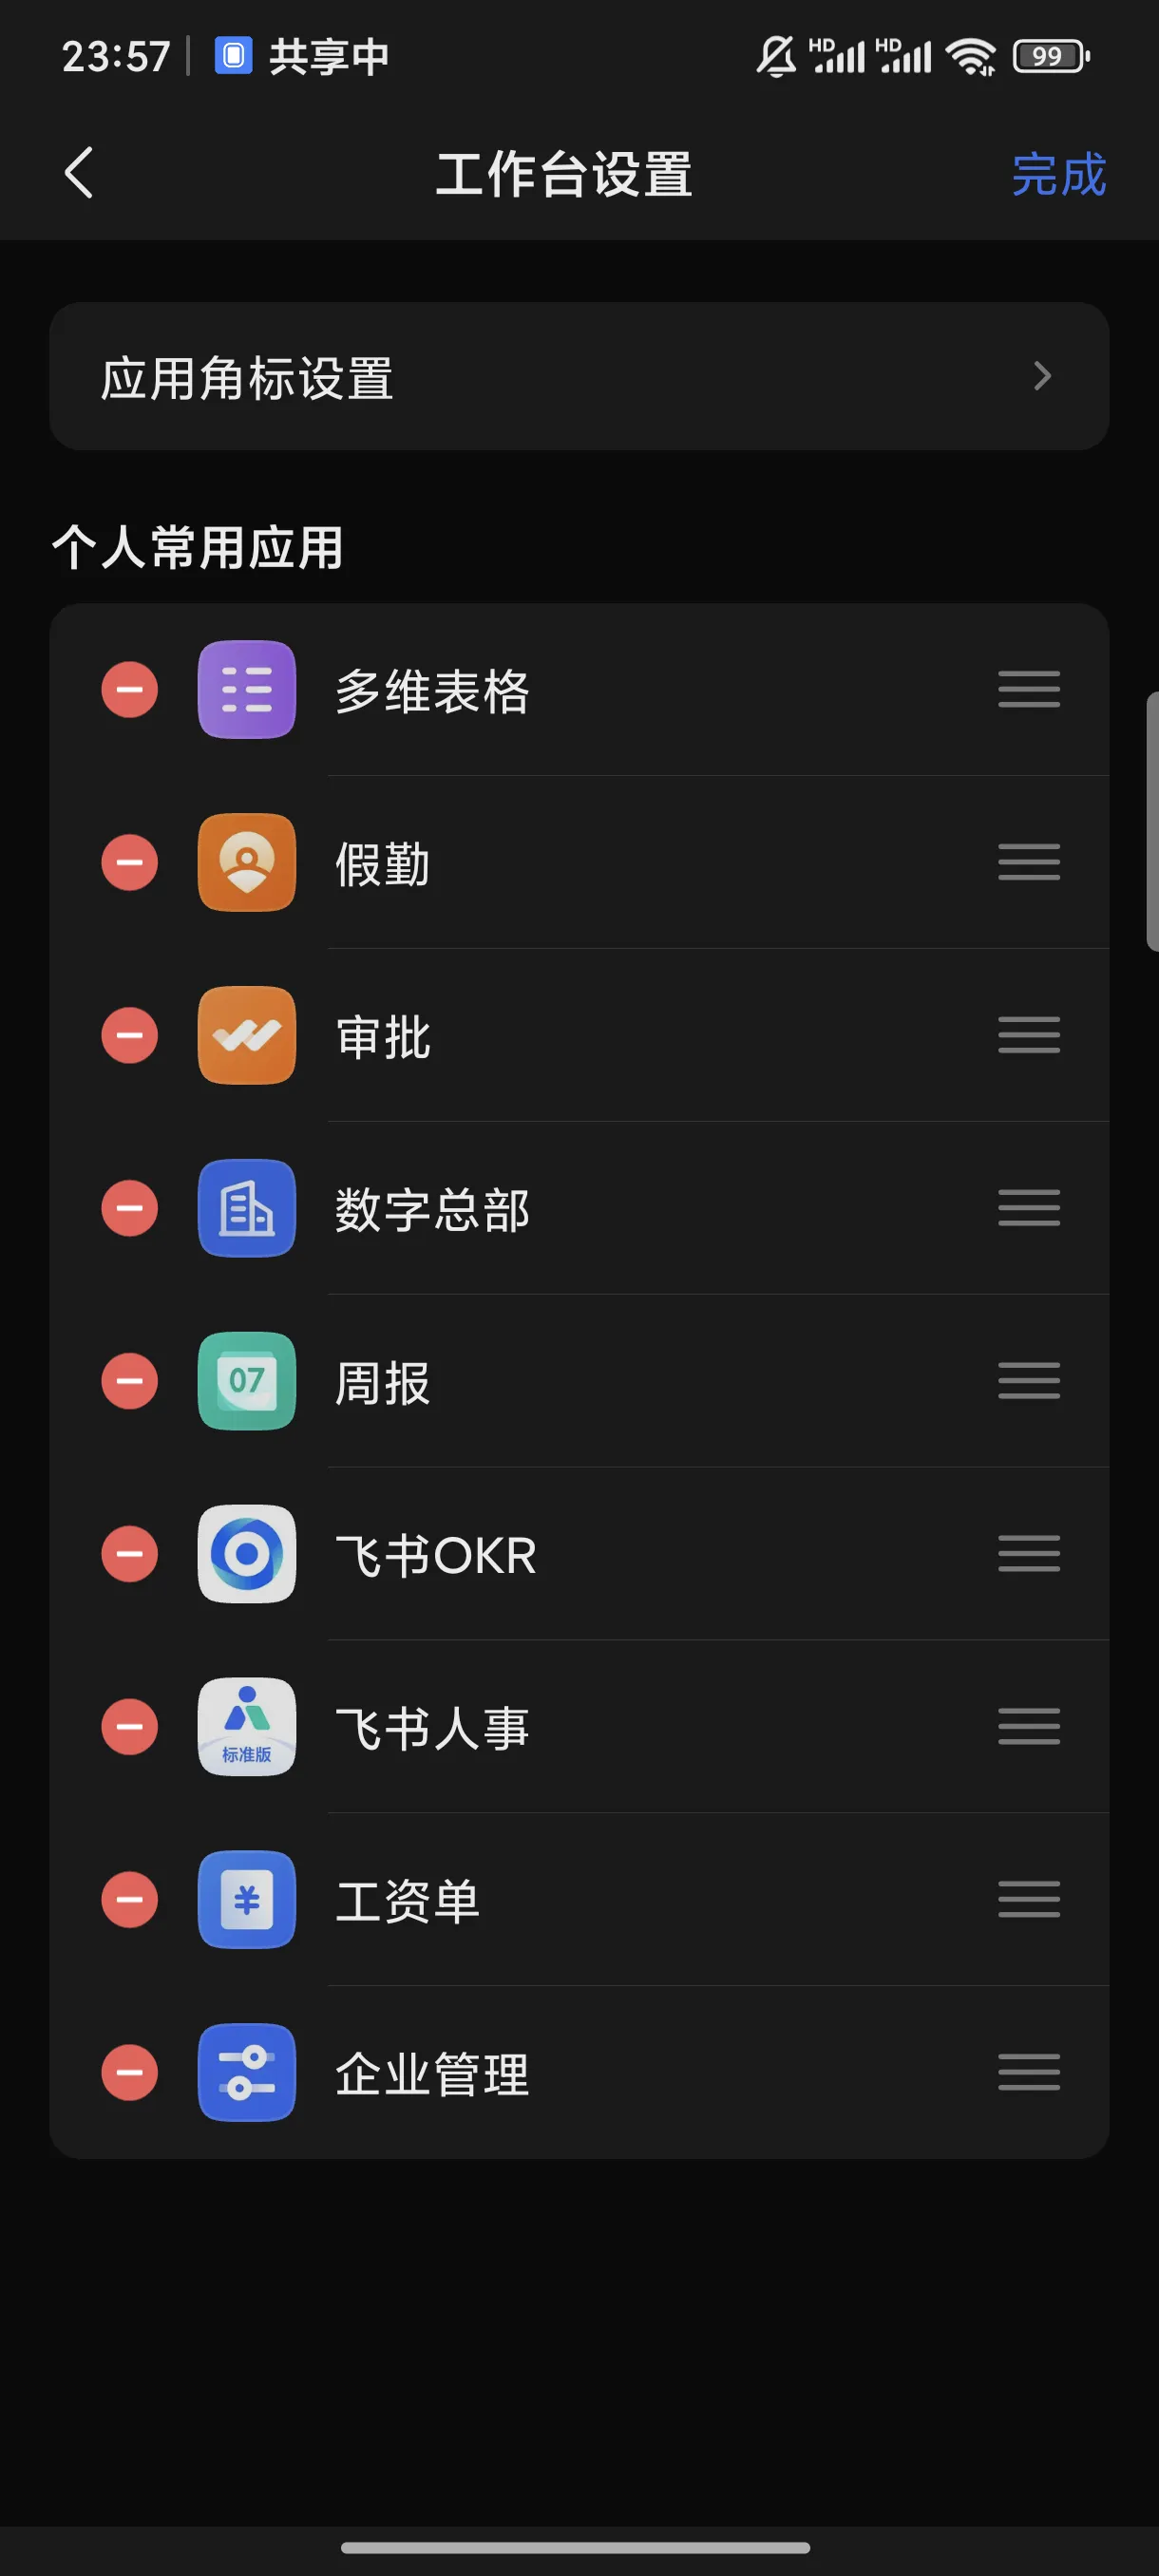 23:57 共享中 HD HD 99
工作台设置 完成
应用角标设置
个人常用应用
多维表格
假勤
审批
数字总部
07 周报
飞书OKR
标准版 飞书人事
¥ 工资单
企业管理